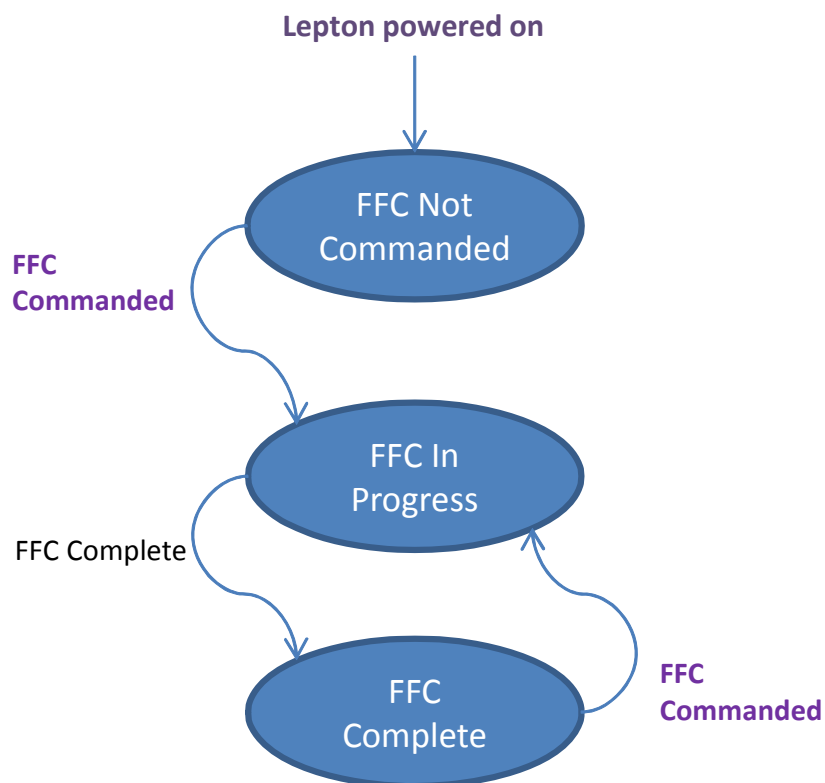 Lepton powered on
FFC Not
Commanded
FFC
Commanded
FFC In
Progress
FFC Complete
FFC
Complete
FFC
Commanded